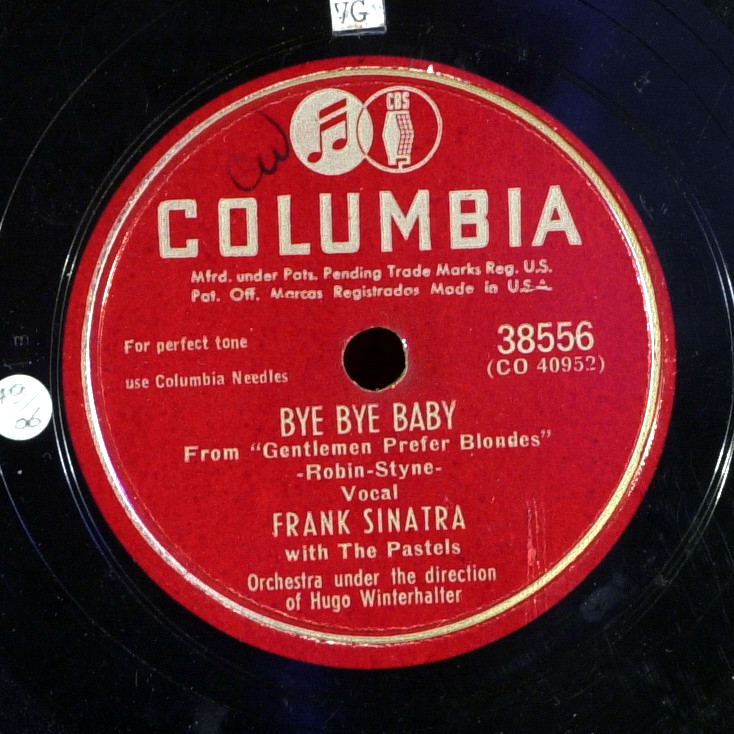 VG
CBS
COLUMBIA
Mfrd. under Pats. Pending Trade Marks Reg. U.S.
Pat. Off. Marcas Registradas Made in U.S.A.
For perfect tone
use Columbia Needles
38556
(CO 40952)
BYE BYE BABY
From "Gentlemen Prefer Blondes"
-Robin-Styne-
Vocal
FRANK SINATRA
with The Pastels
Orchestra under the direction
of Hugo Winterhalter